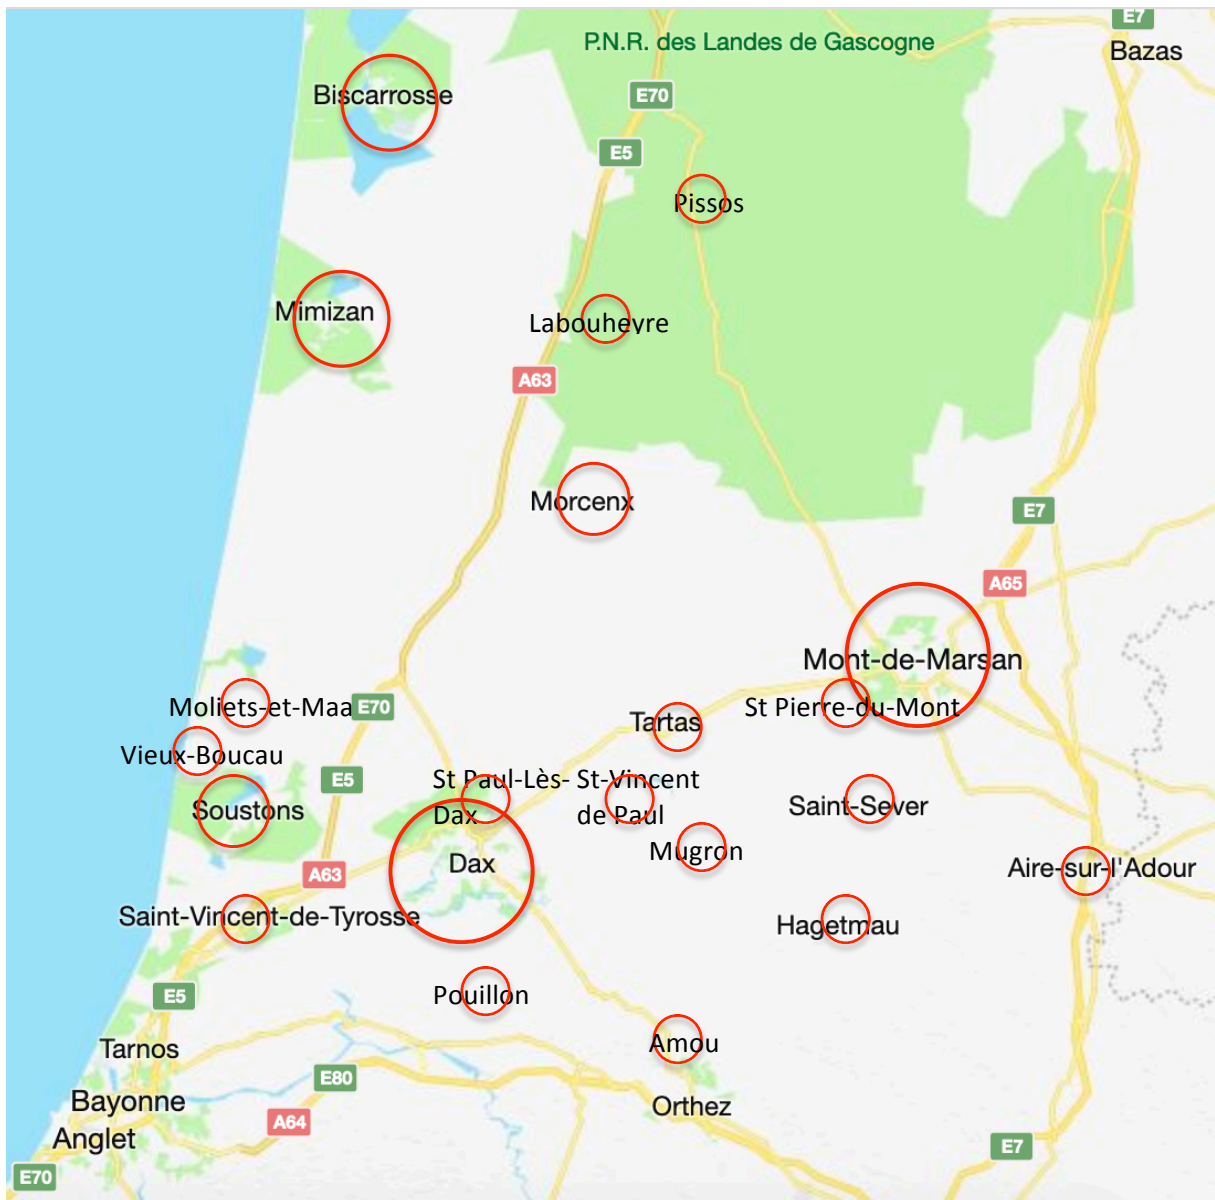 E7
P.N.R. des Landes de Gascogne
Bazas
Biscarrosse
E70
E5
Pissos
Mimizan
Labouheyre
A63
Morcenx
E7
A65
Mont-de-Marsan
Moliets-et-Maa
E70
St Pierre-du-Mont
Tartas
Vieux-Boucau
E5
St Paul-Lès-
Dax
St-Vincent
de Paul
Soustons
Saint-Sever
Mugron
Dax
A63
Aire-sur-l'Adour
Saint-Vincent-de-Tyrosse
Hagetmau
E5
Pouillon
Tarnos
Amou
E80
Bayonne
Orthez
A64
Anglet
E7
E70